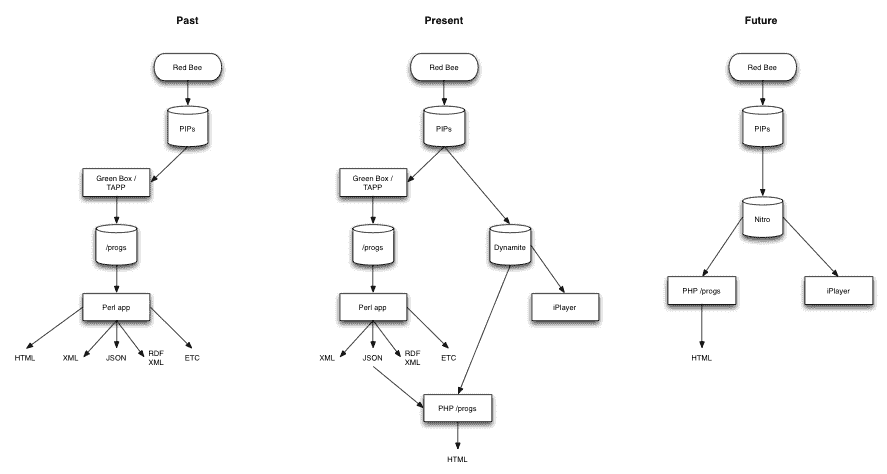 Past
Red Bee
PIPs
Green Box /
TAPP
/progs
Perl app
HTML
XML
JSON
RDF
XML
ETC
Present
Red Bee
PIPs
Green Box /
TAPP
/progs
Dynamite
Perl app
iPlayer
XML
JSON
RDF
XML
ETC
PHP /progs
HTML
Future
Red Bee
PIPs
Nitro
PHP /progs
iPlayer
HTML